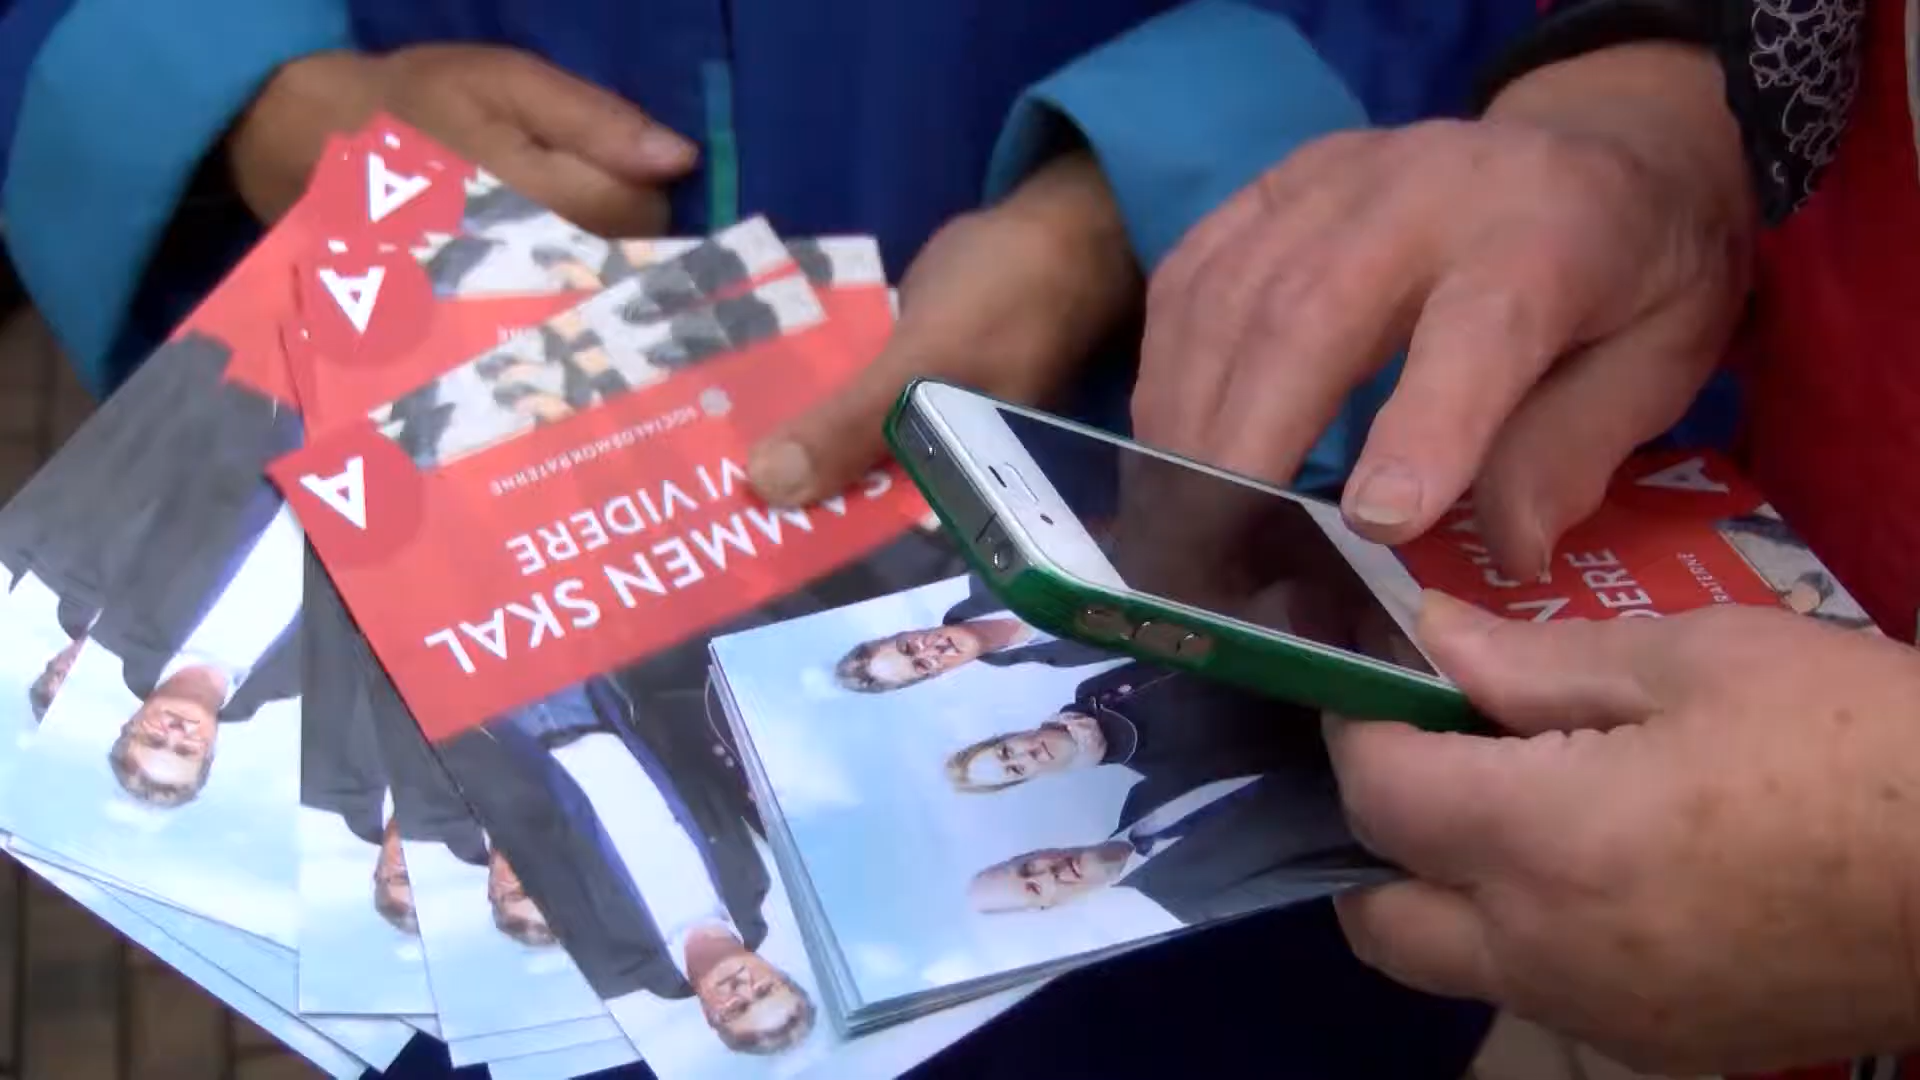 A
A
A
SAMMEN SKAL
VI VIDERE
SOCIALDEMOKRATERNE
A
DERE